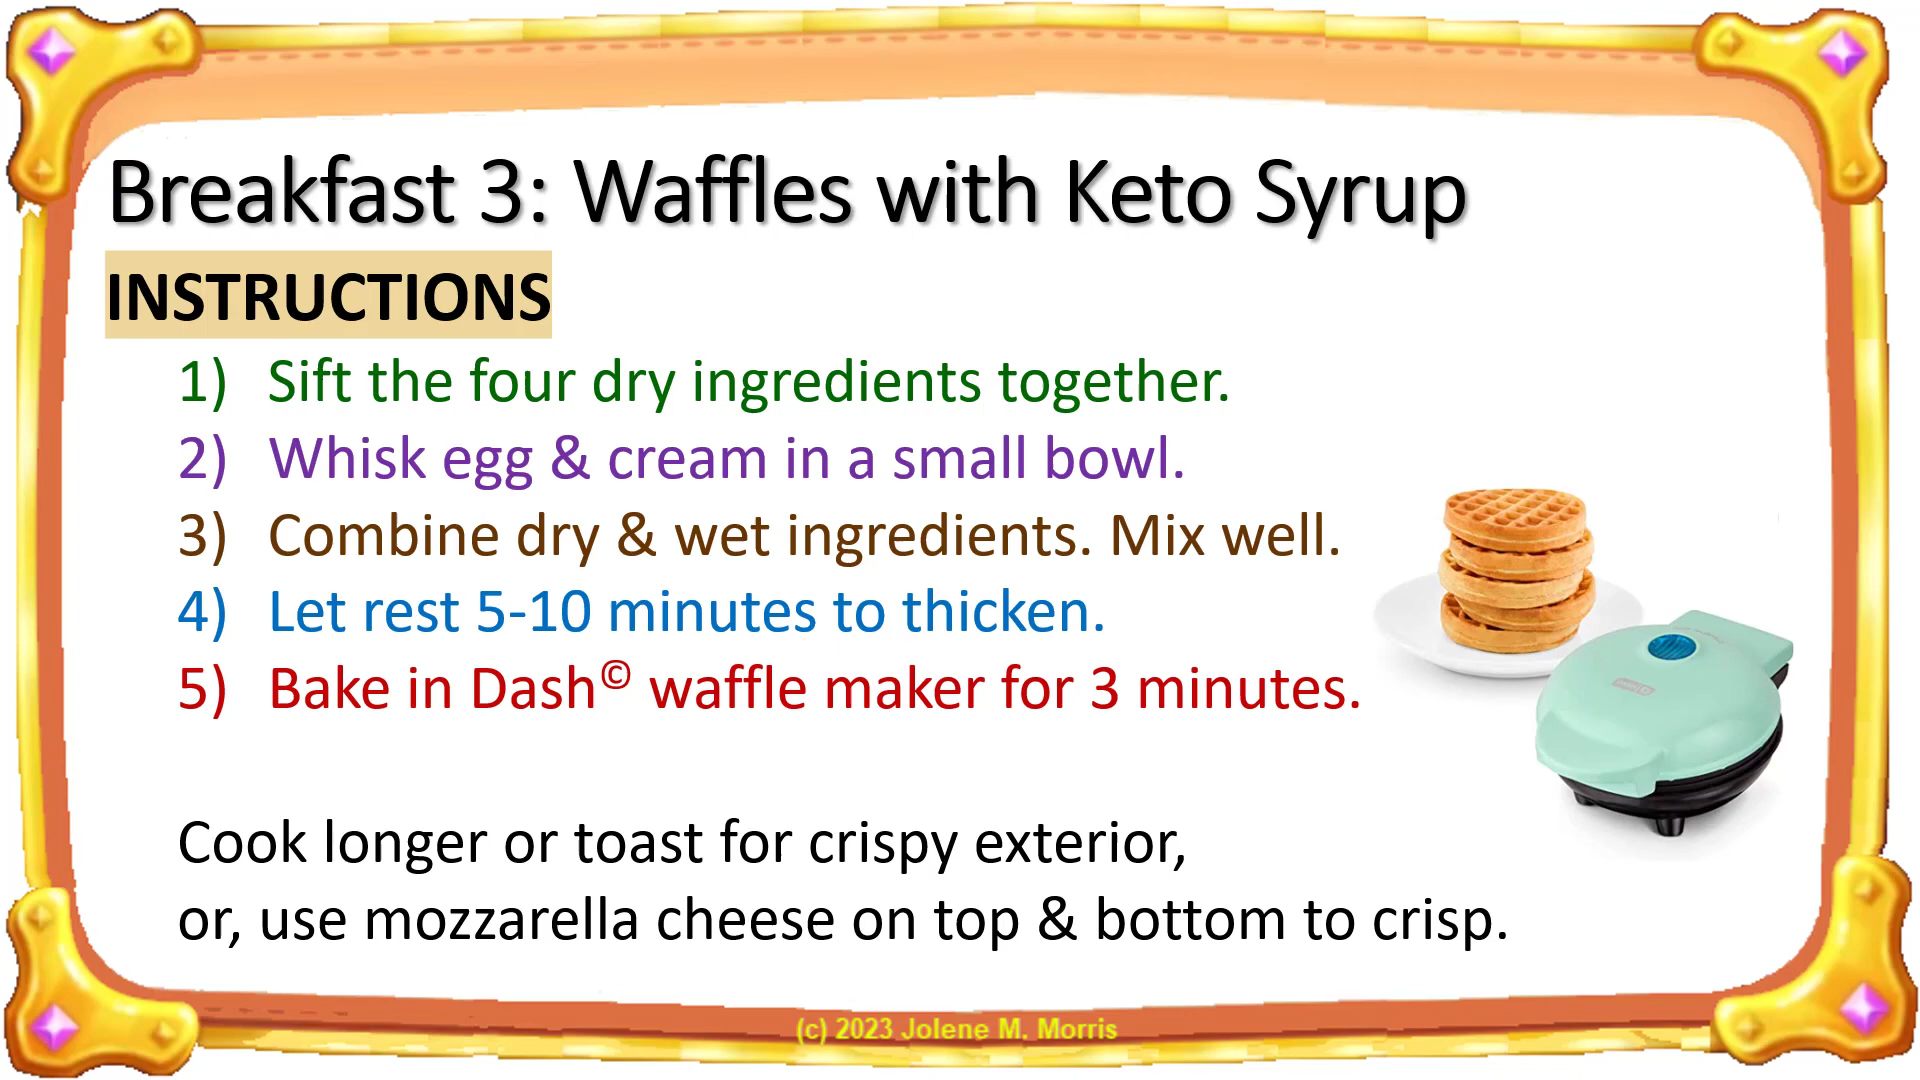 Breakfast 3: Waffles with Keto Syrup
INSTRUCTIONS
1) Sift the four dry ingredients together.
2) Whisk egg & cream in a small bowl.
3) Combine dry & wet ingredients. Mix well.
4) Let rest 5-10 minutes to thicken.
5) Bake in Dash© waffle maker for 3 minutes.
Cook longer or toast for crispy exterior,
or, use mozzarella cheese on top & bottom to crisp.
(c) 2023 Jolene M. Morris